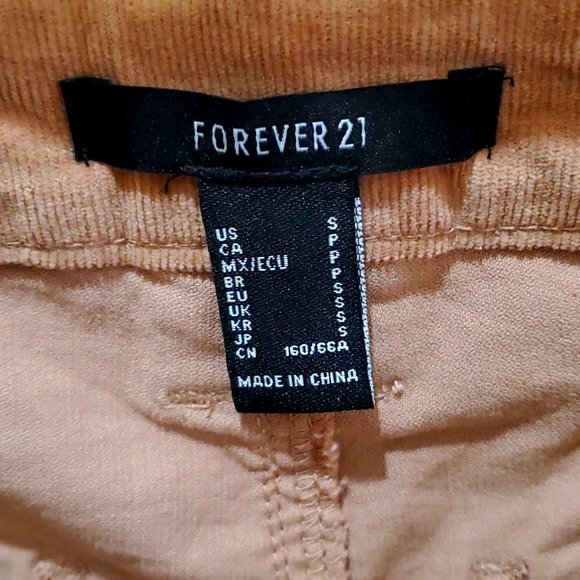 FOREVER 21
US S
CA P
MX/ECU P
BR P
EU S
UK S
KR S
JP S
CN 160/66A
MADE IN CHINA